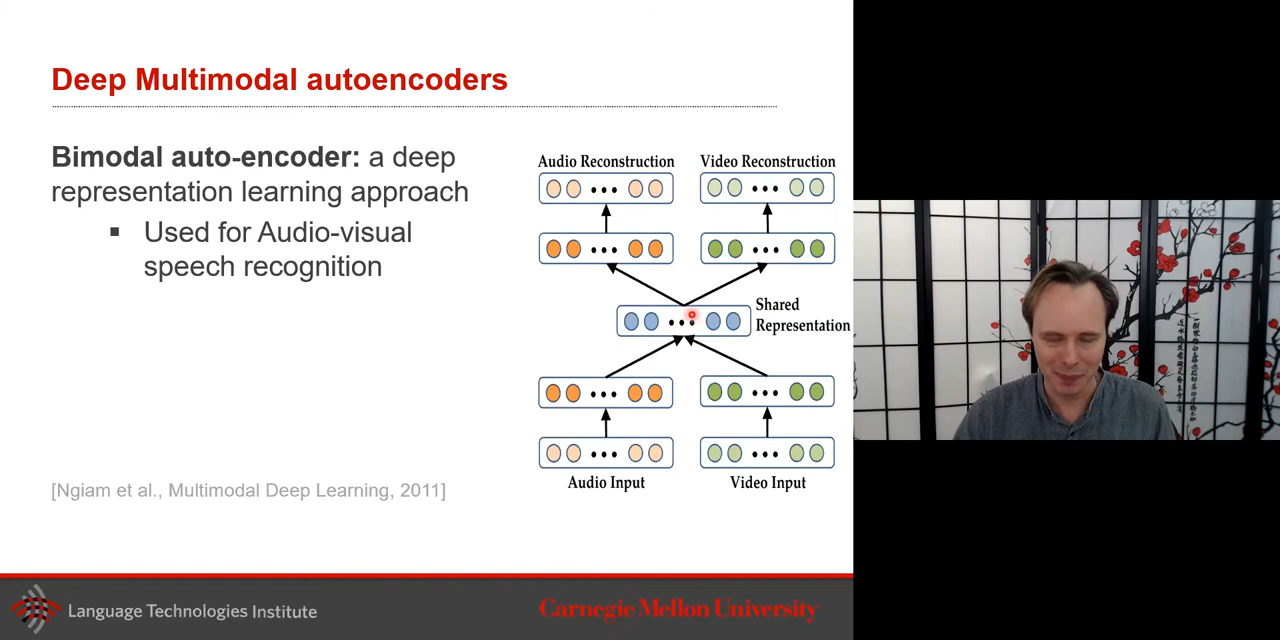 Deep Multimodal autoencoders
Bimodal auto-encoder: a deep
representation learning approach
▪ Used for Audio-visual
speech recognition
[Ngiam et al., Multimodal Deep Learning, 2011]
Audio Reconstruction
Video Reconstruction
Shared
Representation
Audio Input
Video Input
Language Technologies Institute
Carnegie Mellon University